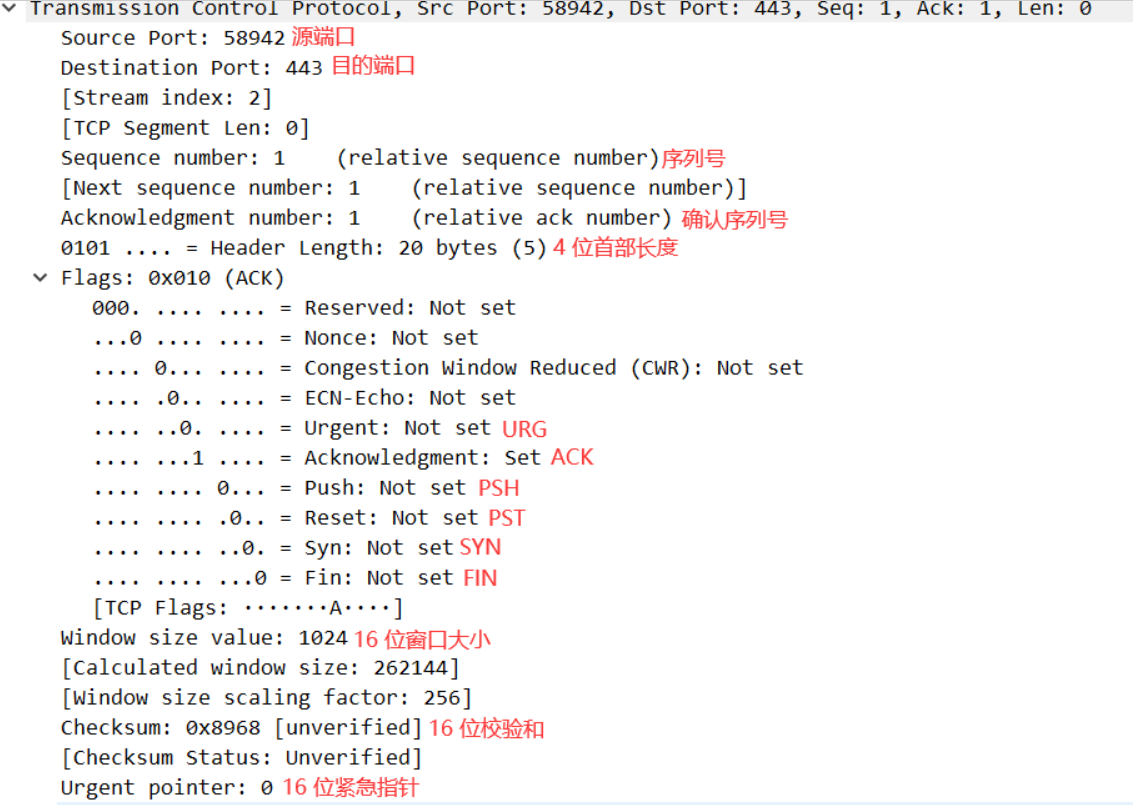 Transmission Control Protocol, Src Port: 58942, Dst Port: 443, Seq: 1, Ack: 1, Len: 0
Source Port: 58942 源端口
Destination Port: 443 目的端口
[Stream index: 2]
[TCP Segment Len: 0]
Sequence number: 1    (relative sequence number)序列号
[Next sequence number: 1    (relative sequence number)]
Acknowledgment number: 1    (relative ack number) 确认序列号
0101 .... = Header Length: 20 bytes (5) 4 位首部长度
Flags: 0x010 (ACK)
000. .... .... = Reserved: Not set
...0 .... .... = Nonce: Not set
.... 0... .... = Congestion Window Reduced (CWR): Not set
.... .0.. .... = ECN-Echo: Not set
.... ..0. .... = Urgent: Not set URG
.... ...1 .... = Acknowledgment: Set ACK
.... .... 0... = Push: Not set PSH
.... .... .0.. = Reset: Not set PST
.... .... ..0. = Syn: Not set SYN
.... .... ...0 = Fin: Not set FIN
[TCP Flags: ·······A····]
Window size value: 1024 16 位窗口大小
[Calculated window size: 262144]
[Window size scaling factor: 256]
Checksum: 0x8968 [unverified] 16 位校验和
[Checksum Status: Unverified]
Urgent pointer: 0 16 位紧急指针